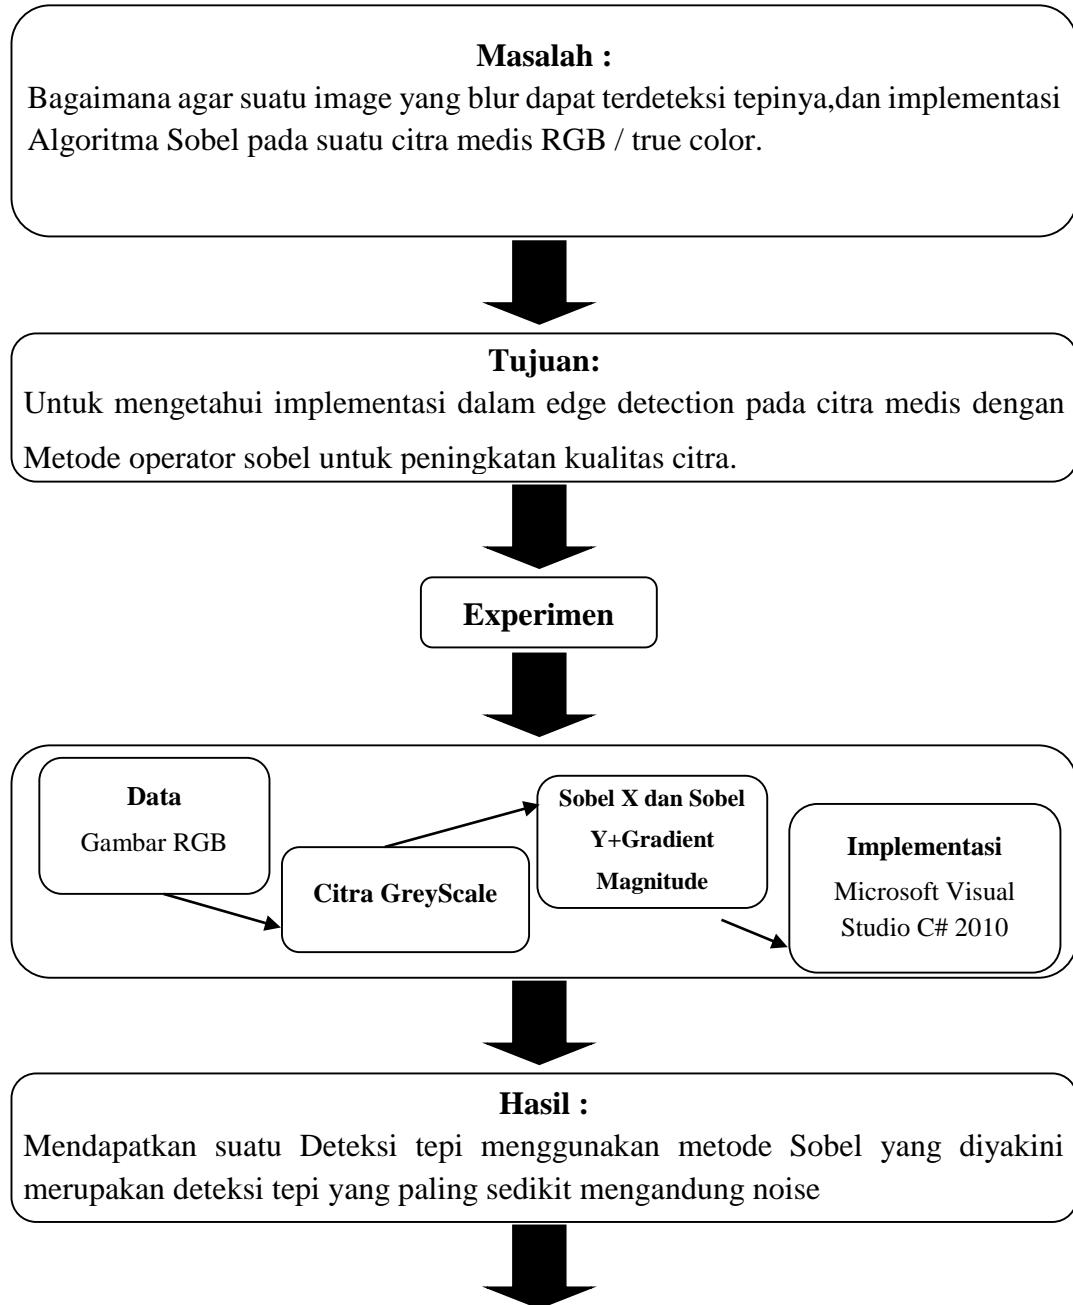 Masalah :
Bagaimana agar suatu image yang blur dapat terdeteksi tepinya,dan implementasi
Algoritma Sobel pada suatu citra medis RGB / true color.
Tujuan:
Untuk mengetahui implementasi dalam edge detection pada citra medis dengan
Metode operator sobel untuk peningkatan kualitas citra.
Experimen
Data
Gambar RGB
Citra GreyScale
Sobel X dan Sobel
Y+Gradient
Magnitude
Implementasi
Microsoft Visual
Studio C# 2010
Hasil :
Mendapatkan suatu Deteksi tepi menggunakan metode Sobel yang diyakini
merupakan deteksi tepi yang paling sedikit mengandung noise